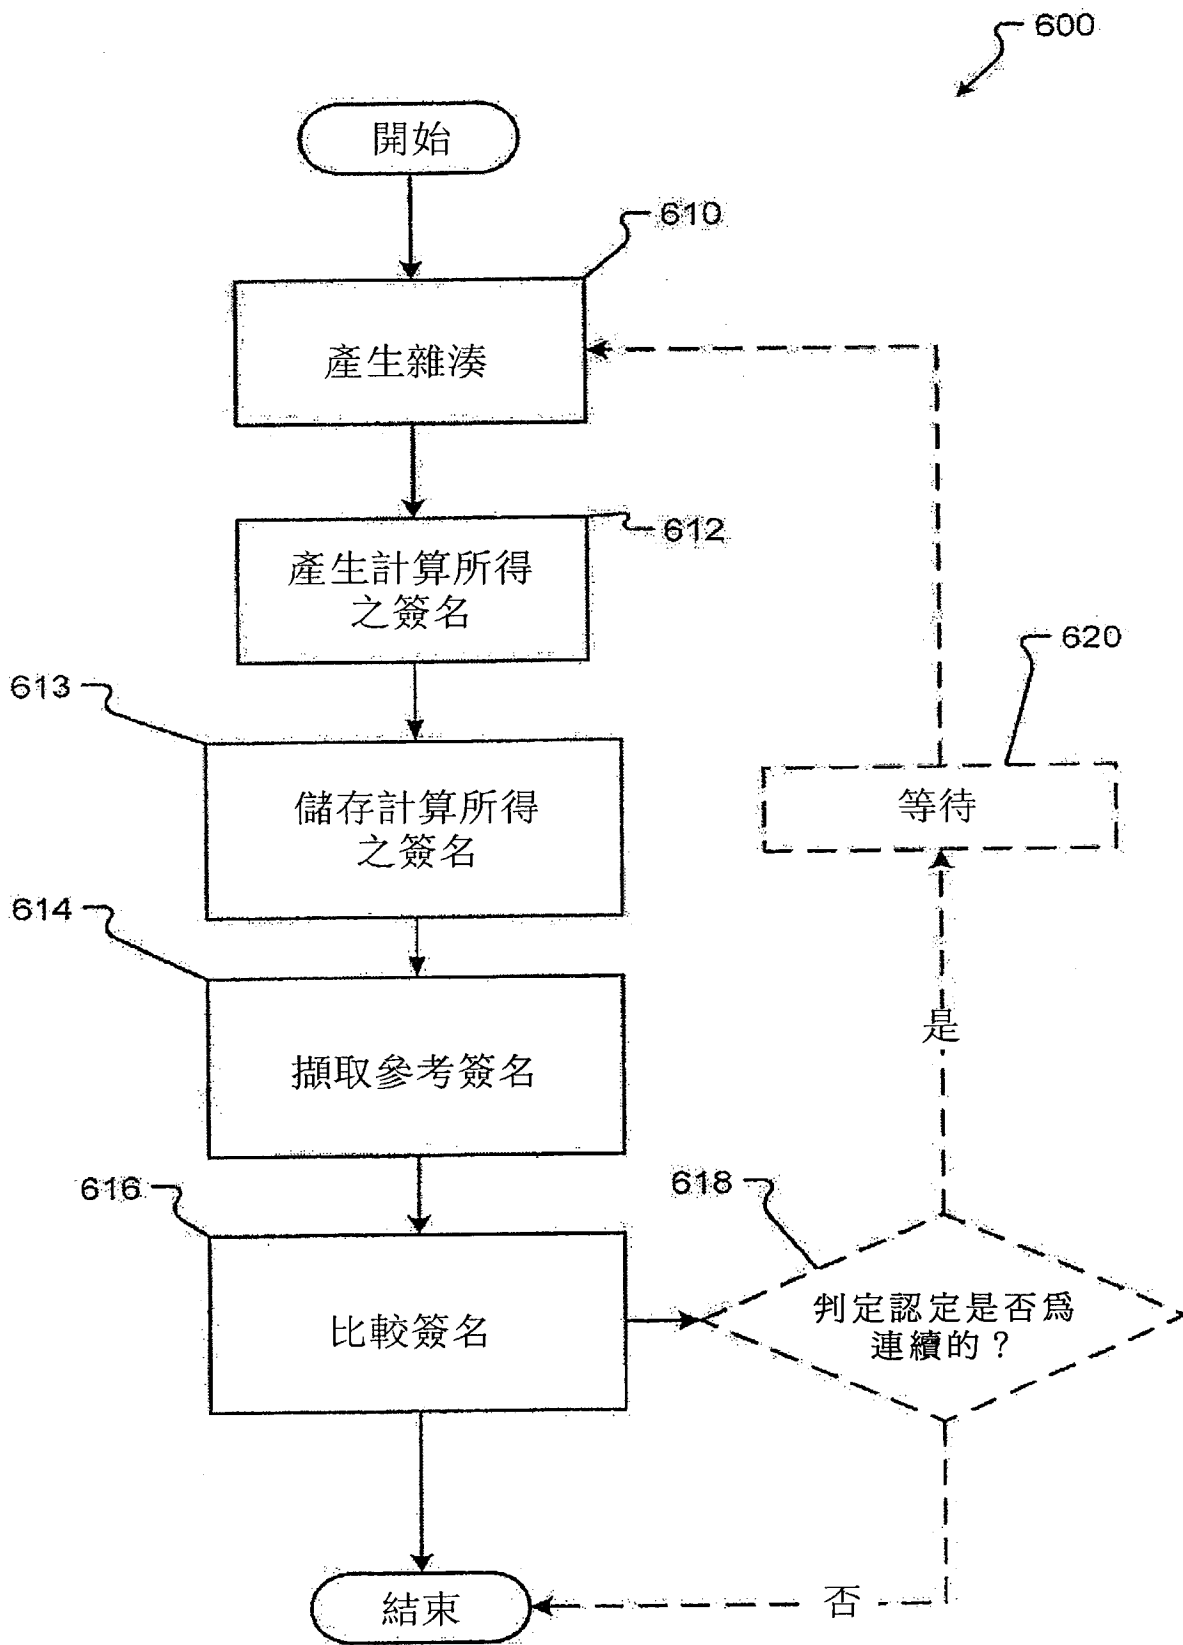 600
開始
610
產生雜湊
612
產生計算所得
之簽名
613
儲存計算所得
之簽名
620
等待
614
擷取參考簽名
是
616
比較簽名
618
判定認定是否爲
連續的？
結束
否